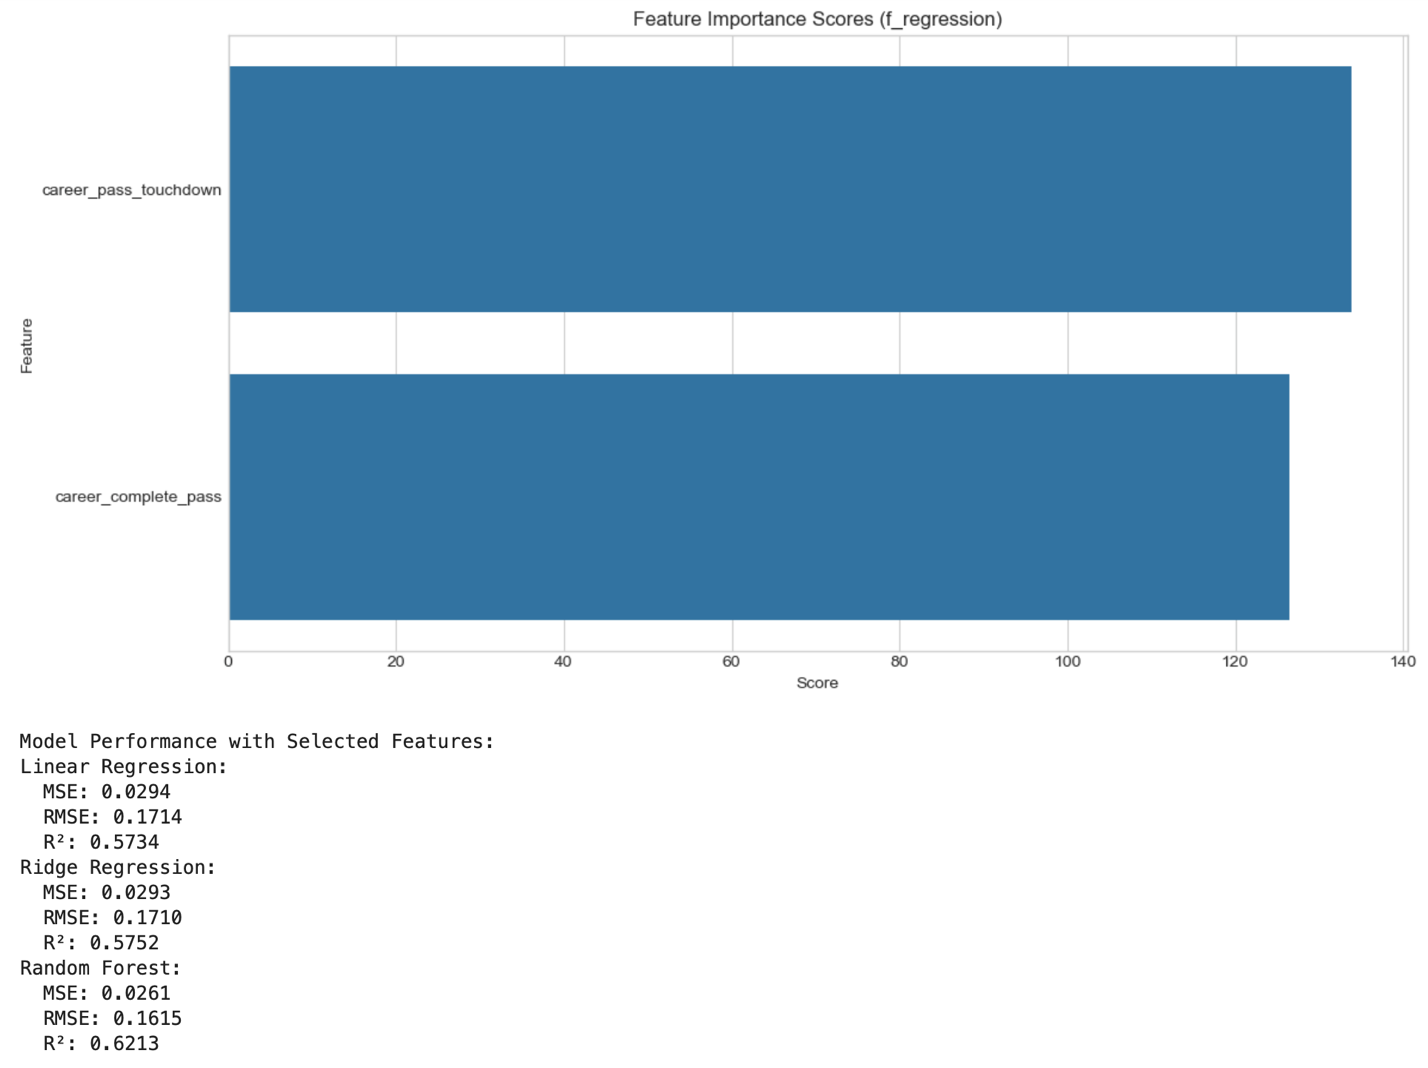 Feature Importance Scores (f_regression)
career_pass_touchdown
Feature
career_complete_pass
0 20 40 60 80 100 120 140
Score
Model Performance with Selected Features:
Linear Regression:
MSE: 0.0294
RMSE: 0.1714
R²: 0.5734
Ridge Regression:
MSE: 0.0293
RMSE: 0.1710
R²: 0.5752
Random Forest:
MSE: 0.0261
RMSE: 0.1615
R²: 0.6213